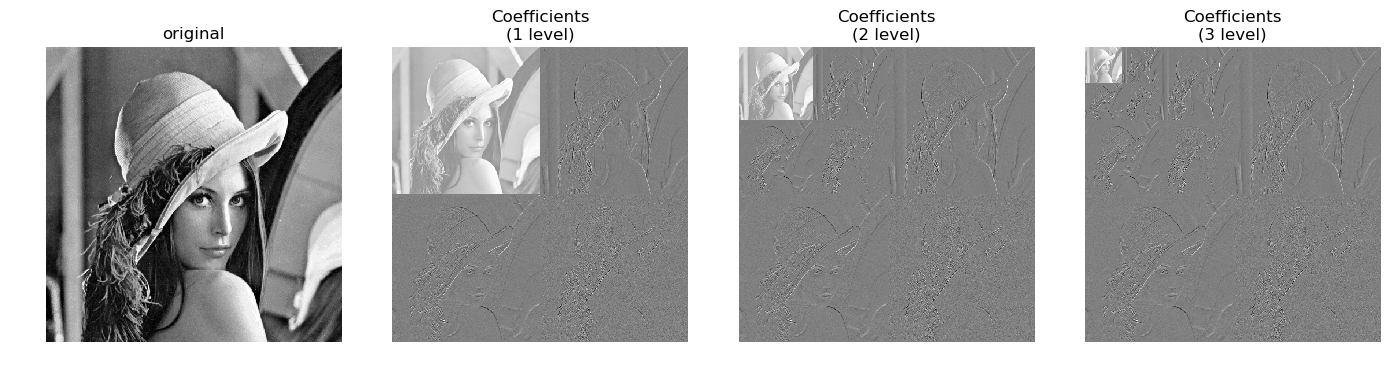 original
Coefficients
(1 level)
Coefficients
(2 level)
Coefficients
(3 level)